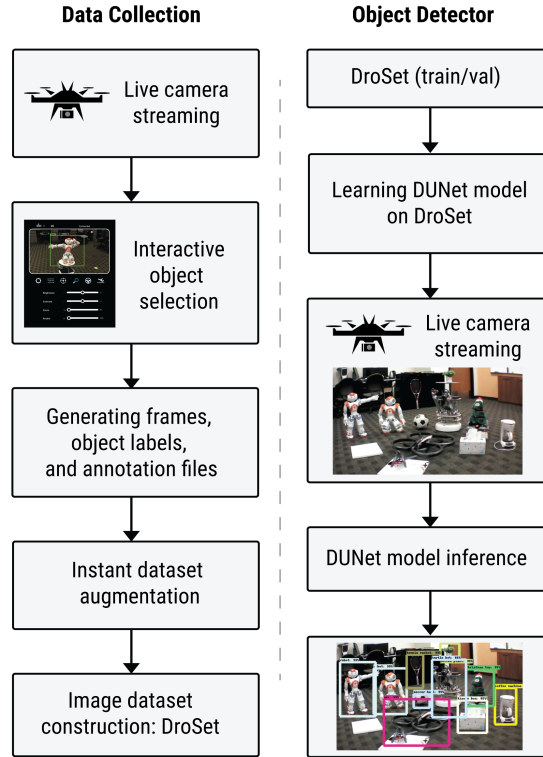 Data Collection
Live camera
streaming
Interactive
object
selection
Generating frames,
object labels,
and annotation files
Instant dataset
augmentation
Image dataset
construction: DroSet
Object Detector
DroSet (train/val)
Learning DUNet model
on DroSet
Live camera
streaming
DUNet model inference